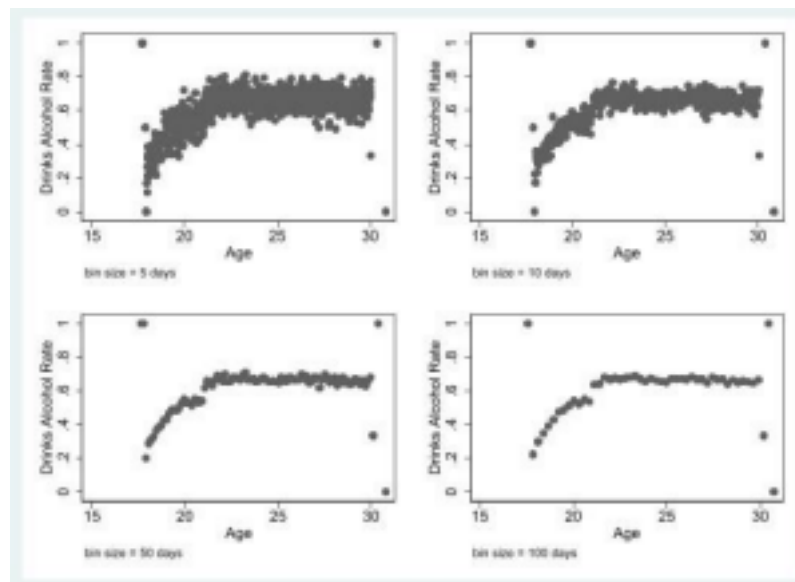 Drinks Alcohol Rate
0 .2 .4 .6 .8 1
15 20 25 30
Age
bin size = 5 days
Drinks Alcohol Rate
0 .2 .4 .6 .8 1
15 20 25 30
Age
bin size = 10 days
Drinks Alcohol Rate
0 .2 .4 .6 .8 1
15 20 25 30
Age
bin size = 50 days
Drinks Alcohol Rate
0 .2 .4 .6 .8 1
15 20 25 30
Age
bin size = 100 days